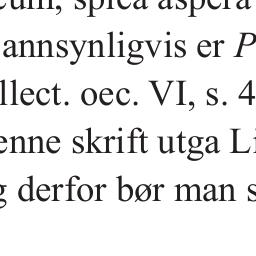 eum, spica aspera
annsynligvis er P
llect. oec. VI, s. 4
enne skrift utga Li
g derfor bør man s